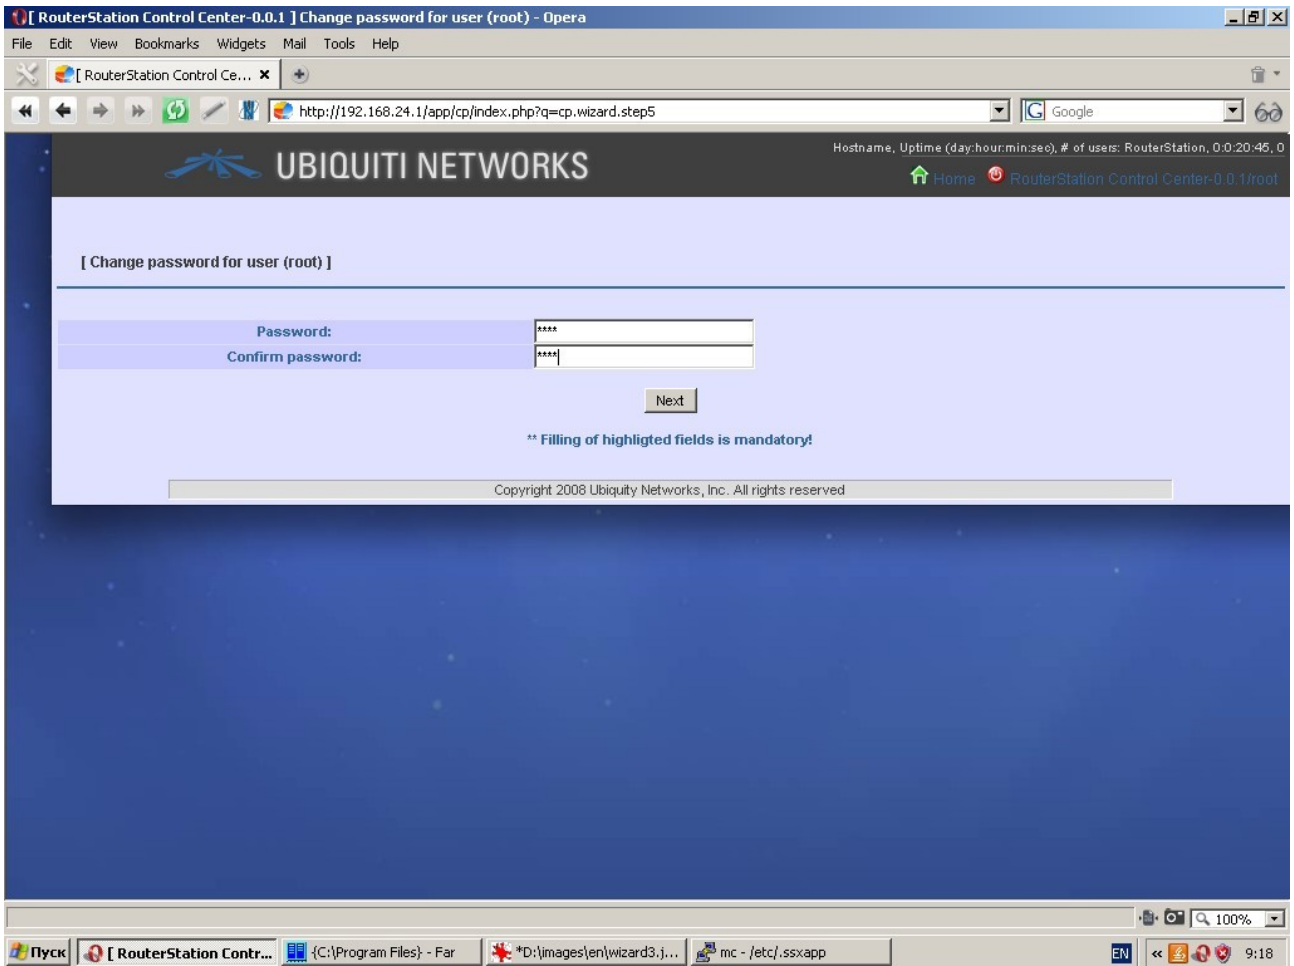 [ RouterStation Control Center-0.0.1 ] Change password for user (root) - Opera
File Edit View Bookmarks Widgets Mail Tools Help
[ RouterStation Control Ce...
http://192.168.24.1/app/cp/index.php?q=cp.wizard.step5
G Google
UBIQUITI NETWORKS
Hostname, Uptime (day:hour:min:sec), # of users: RouterStation, 0:0:20:45, 0
Home RouterStation Control Center-0.0.1/root
[ Change password for user (root) ]
Password: ****
Confirm password: ****
Next
** Filling of highligted fields is mandatory!
Copyright 2008 Ubiquity Networks, Inc. All rights reserved
100%
Пуск [ RouterStation Contr... {C:\Program Files} - Far *D:\images\en\wizard3.j... mc - /etc/.ssxapp EN « 9:18